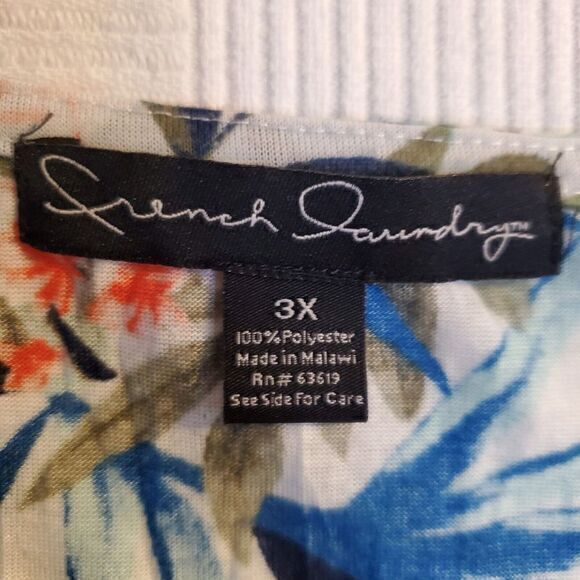 French Laundry™
3X
100%Polyester
Made in Malawi
Rn# 63619
See Side For Care